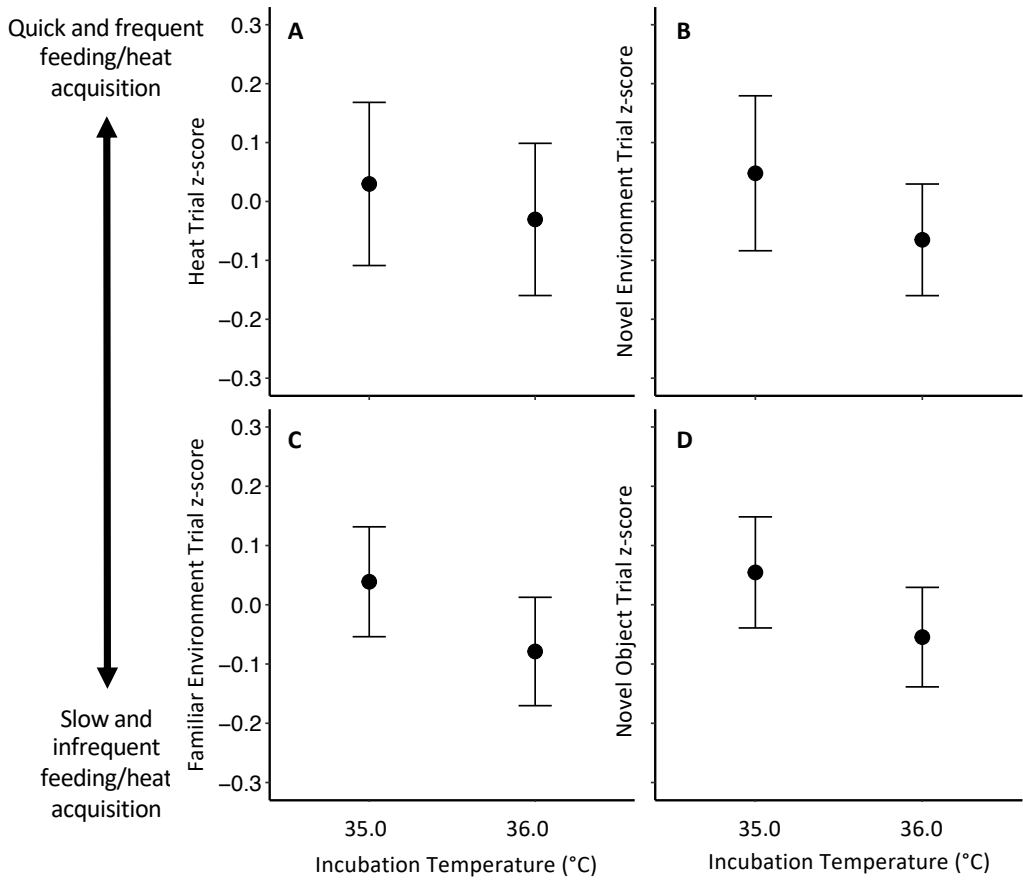 Quick and frequent
feeding/heat
acquisition
Slow and
infrequent
feeding/heat
acquisition
A
Heat Trial z-score
0.3
0.2
0.1
0.0
−0.1
−0.2
−0.3
B
Novel Environment Trial z-score
C
Familiar Environment Trial z-score
0.3
0.2
0.1
0.0
−0.1
−0.2
−0.3
35.0 36.0
Incubation Temperature (°C)
D
Novel Object Trial z-score
35.0 36.0
Incubation Temperature (°C)